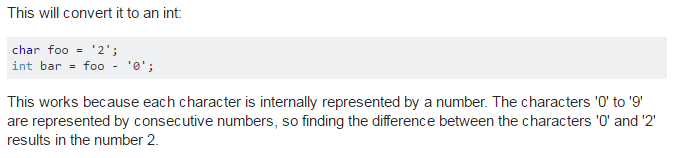 This will convert it to an int:
char foo = '2';
int bar = foo - '0';
This works because each character is internally represented by a number. The characters '0' to '9'
are represented by consecutive numbers, so finding the difference between the characters '0' and '2'
results in the number 2.